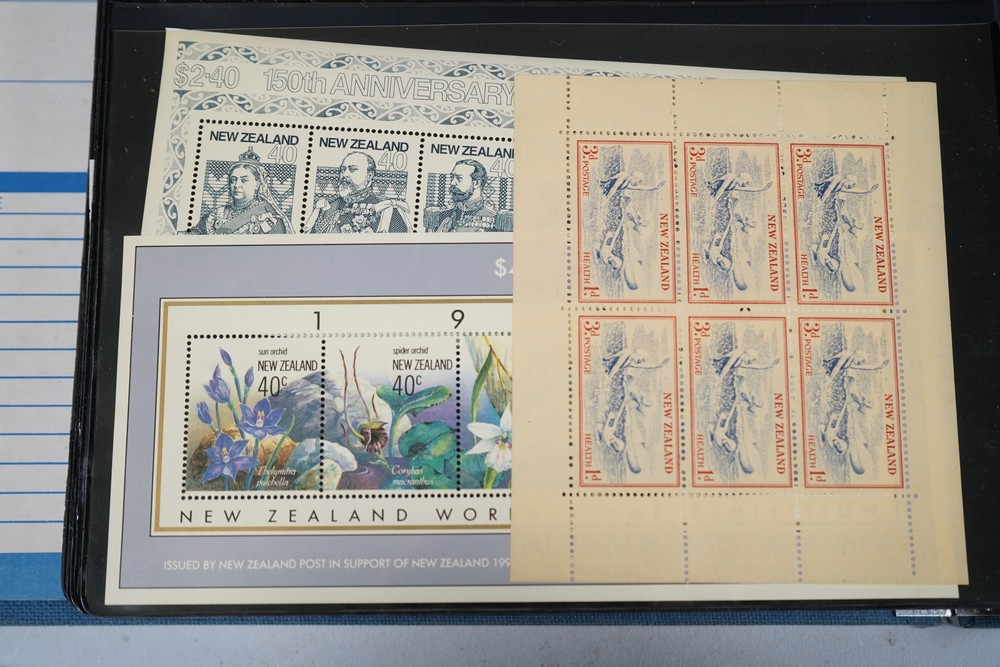 $2·40 150th ANNIVERSARY
NEW ZEALAND
40
NEW ZEALAND
40
NEW ZEALAND
40
1 9
sun orchid
NEW ZEALAND
40c
Thelymitra
pulchella
spider orchid
NEW ZEALAND
40c
Corybas
macranthus
NEW ZEALAND WOR
ISSUED BY NEW ZEALAND POST IN SUPPORT OF NEW ZEALAND 199
3d POSTAGE
HEALTH 1d
NEW ZEALAND
3d POSTAGE
HEALTH 1d
NEW ZEALAND
3d POSTAGE
HEALTH 1d
NEW ZEALAND
3d POSTAGE
HEALTH 1d
NEW ZEALAND
3d POSTAGE
HEALTH 1d
NEW ZEALAND
3d POSTAGE
HEALTH 1d
NEW ZEALAND